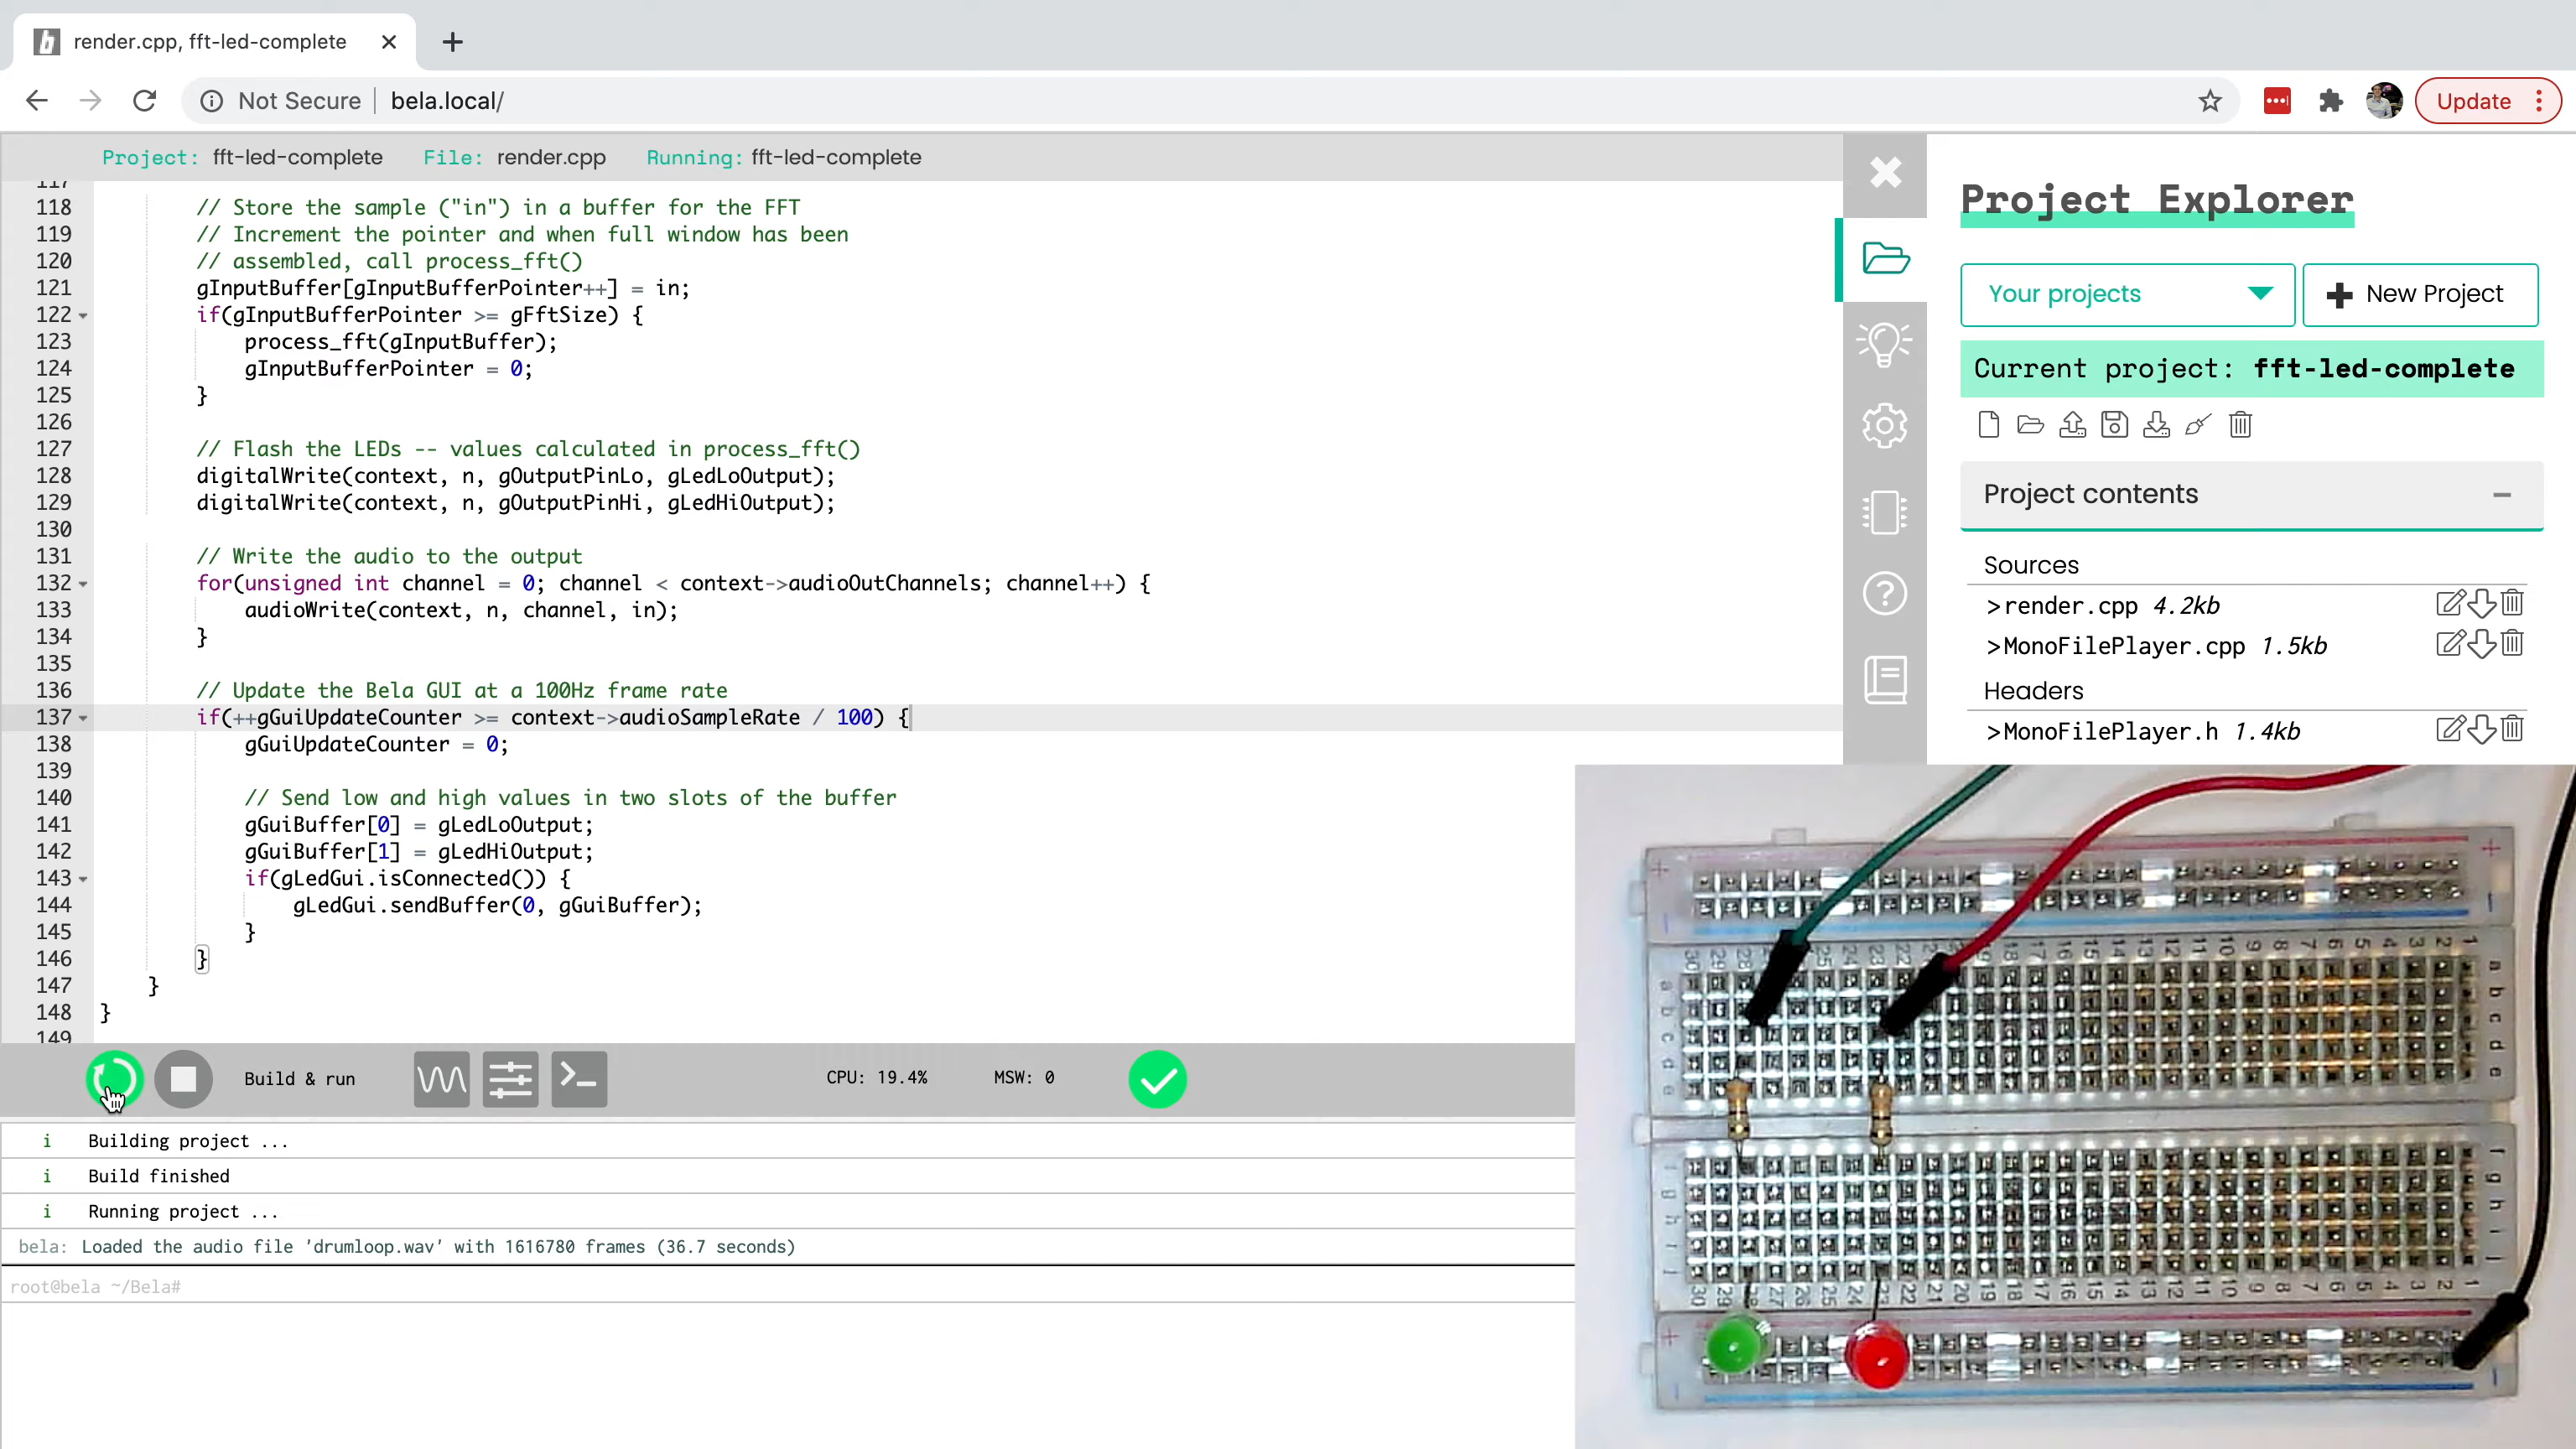 render.cpp, fft-led-complete
Not Secure
bela.local/
Update
Project: fft-led-complete File: render.cpp Running: fft-led-complete
118 // Store the sample ("in") in a buffer for the FFT
119 // Increment the pointer and when full window has been
120 // assembled, call process_fft()
121 gInputBuffer[gInputBufferPointer++] = in;
122 if(gInputBufferPointer >= gFftSize) {
123 process_fft(gInputBuffer);
124 gInputBufferPointer = 0;
125 }
126
127 // Flash the LEDs -- values calculated in process_fft()
128 digitalWrite(context, n, gOutputPinLo, gLedLoOutput);
129 digitalWrite(context, n, gOutputPinHi, gLedHiOutput);
130
131 // Write the audio to the output
132 for(unsigned int channel = 0; channel < context->audioOutChannels; channel++) {
133 audioWrite(context, n, channel, in);
134 }
135
136 // Update the Bela GUI at a 100Hz frame rate
137 if(++gGuiUpdateCounter >= context->audioSampleRate / 100) {
138 gGuiUpdateCounter = 0;
139
140 // Send low and high values in two slots of the buffer
141 gGuiBuffer[0] = gLedLoOutput;
142 gGuiBuffer[1] = gLedHiOutput;
143 if(gLedGui.isConnected()) {
144 gLedGui.sendBuffer(0, gGuiBuffer);
145 }
146 }
147 }
148 }
149
Build & run
CPU: 19.4%
MSW: 0
i Building project ...
i Build finished
i Running project ...
bela: Loaded the audio file 'drumloop.wav' with 1616780 frames (36.7 seconds)
root@bela ~/Bela#
Project Explorer
Your projects
New Project
Current project: fft-led-complete
Project contents
Sources
>render.cpp 4.2kb
>MonoFilePlayer.cpp 1.5kb
Headers
>MonoFilePlayer.h 1.4kb